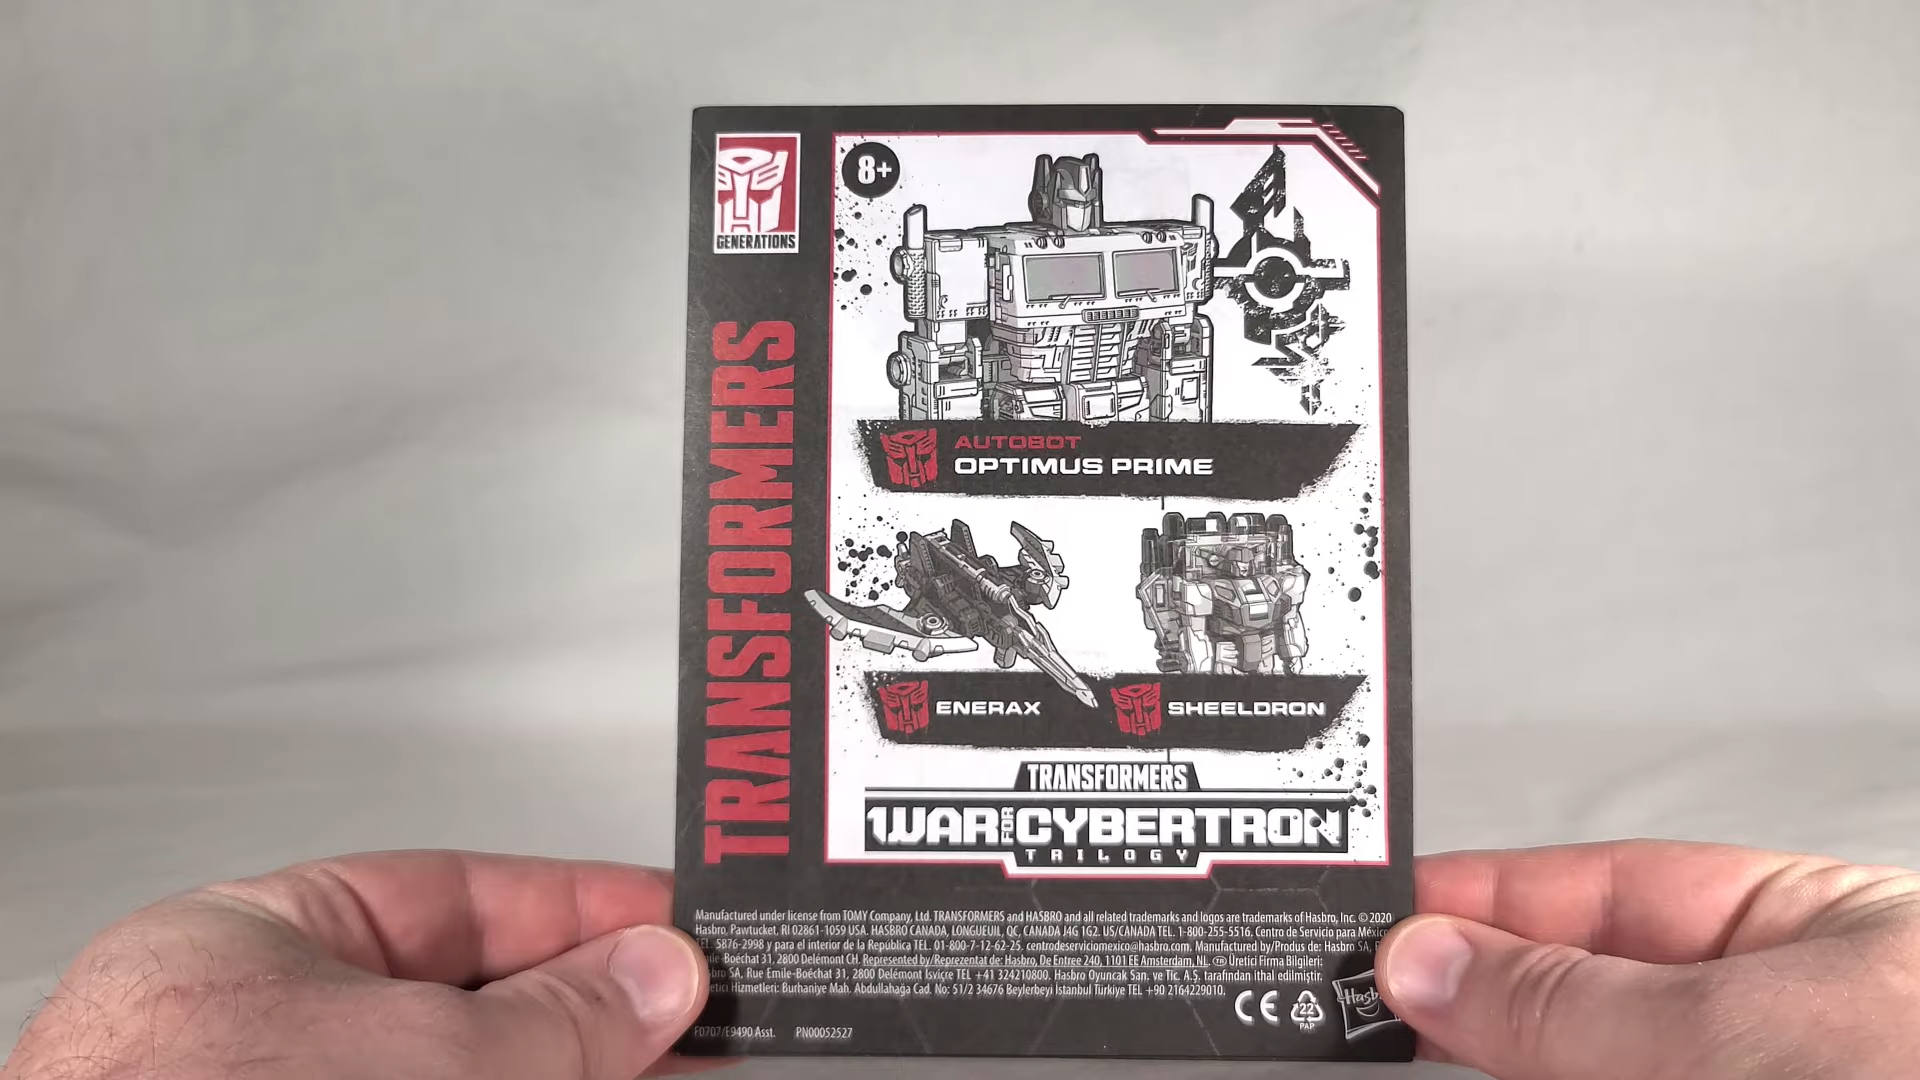 GENERATIONS
TRANSFORMERS
8+
AUTOBOT
OPTIMUS PRIME
ENERAX
SHEELDRON
TRANSFORMERS
WAR FOR CYBERTRON
TRILOGY
Manufactured under license from TOMY Company, Ltd. TRANSFORMERS and HASBRO and all related trademarks and logos are trademarks of Hasbro, Inc. © 2020
Hasbro, Pawtucket, RI 02861-1059 USA. HASBRO CANADA, LONGUEUIL, QC, CANADA J4G 1G2. US/CANADA TEL. 1-800-255-5516. Centro de Servicio para México
TEL. 5876-2998 y para el interior de la República TEL. 01-800-7-12-62-25. centrodeserviciomexico@hasbro.com. Manufactured by/Produs de: Hasbro SA,
Boéchat 31, 2800 Delémont CH. Represented by/Reprezentat de: Hasbro, De Entree 240, 1101 EE Amsterdam, NL. TR Üretici Firma Bilgileri:
SA, Rue Emile-Boéchat 31, 2800 Delémont İsviçre TEL +41 324210800. Hasbro Oyuncak San. ve Tic. A.Ş. tarafından ithal edilmiştir.
Hizmetleri: Burhaniye Mah. Abdullahağa Cad. No: 51/2 34676 Beylerbeyi İstanbul Türkiye TEL +90 2164229010.
CE
22
PAP
Hasb
F0707/E9490 Asst. PN00052527